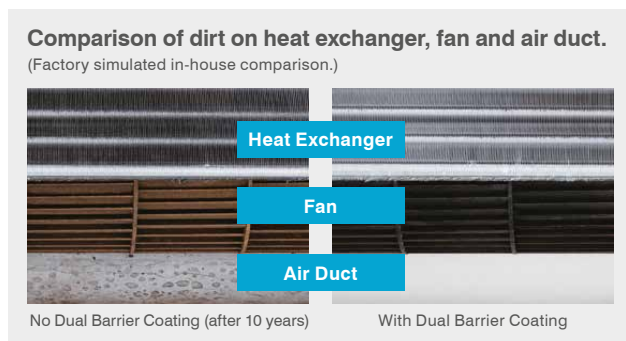 Comparison of dirt on heat exchanger, fan and air duct.
(Factory simulated in-house comparison.)
Heat Exchanger
Fan
Air Duct
No Dual Barrier Coating (after 10 years)
With Dual Barrier Coating